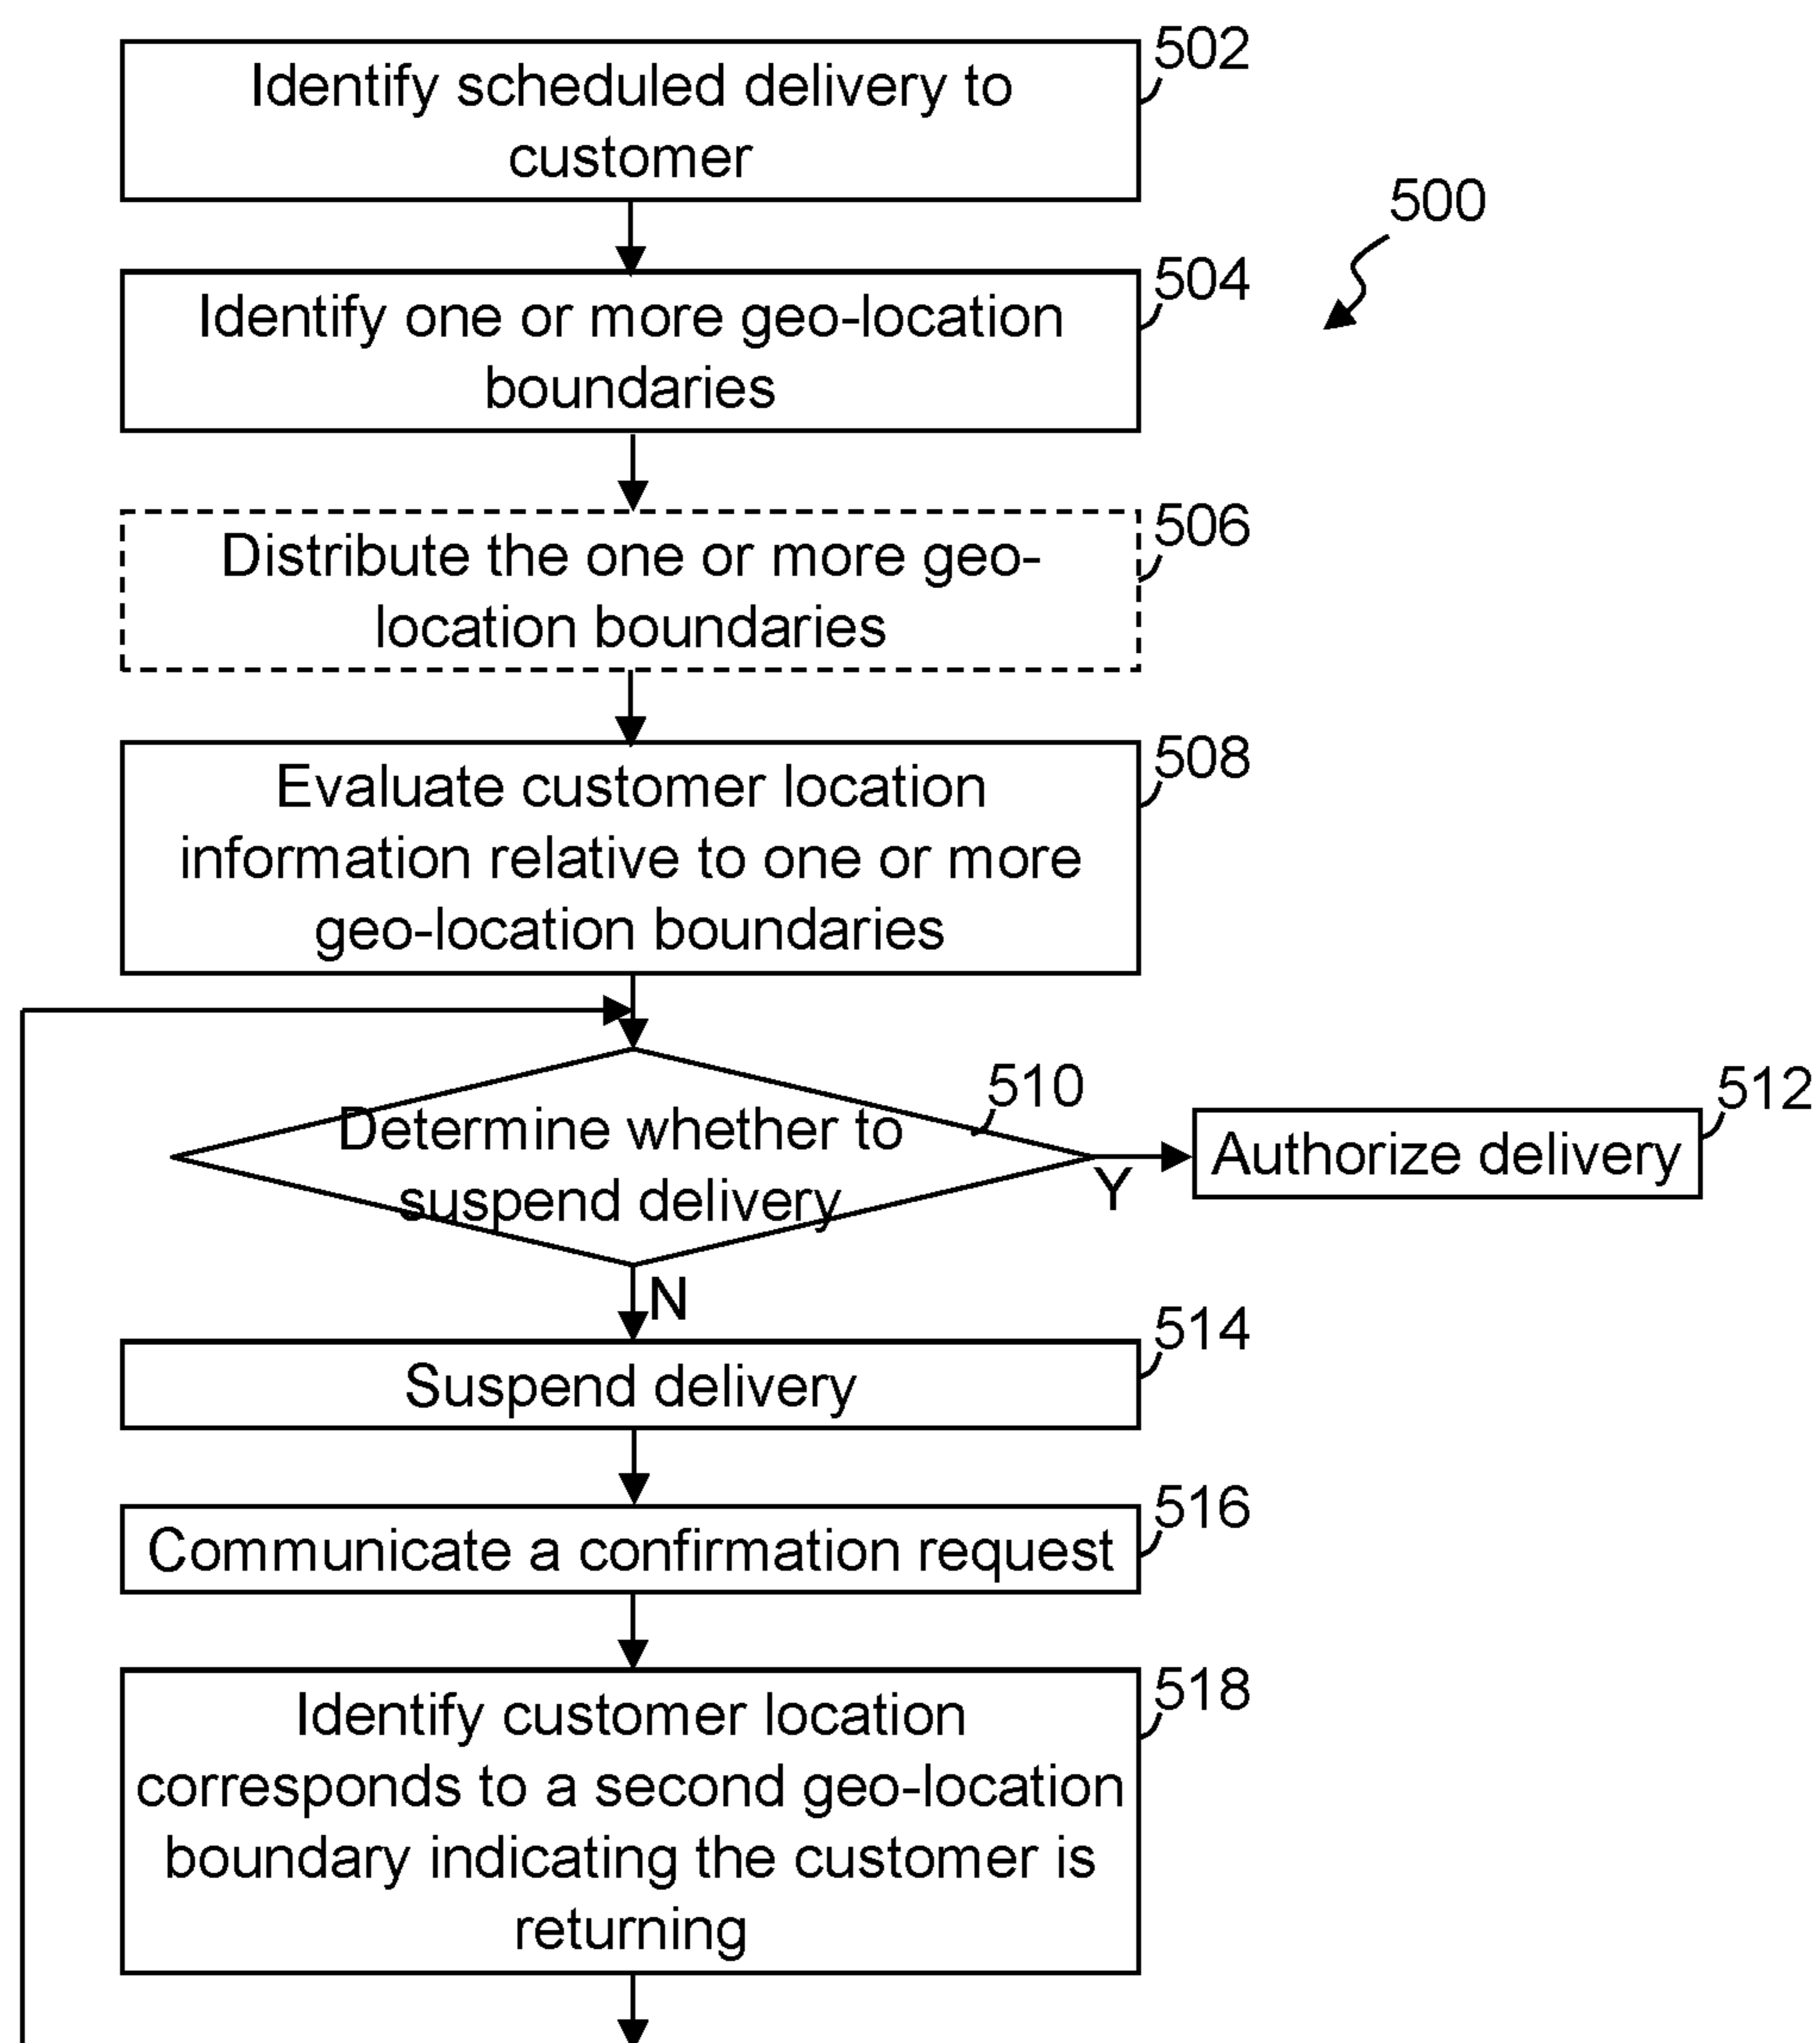 502
Identify scheduled delivery to
customer
500
504
Identify one or more geo-location
boundaries
506
Distribute the one or more geo-
location boundaries
508
Evaluate customer location
information relative to one or more
geo-location boundaries
510
Determine whether to
suspend delivery
Y
512
Authorize delivery
N
514
Suspend delivery
516
Communicate a confirmation request
518
Identify customer location
corresponds to a second geo-location
boundary indicating the customer is
returning